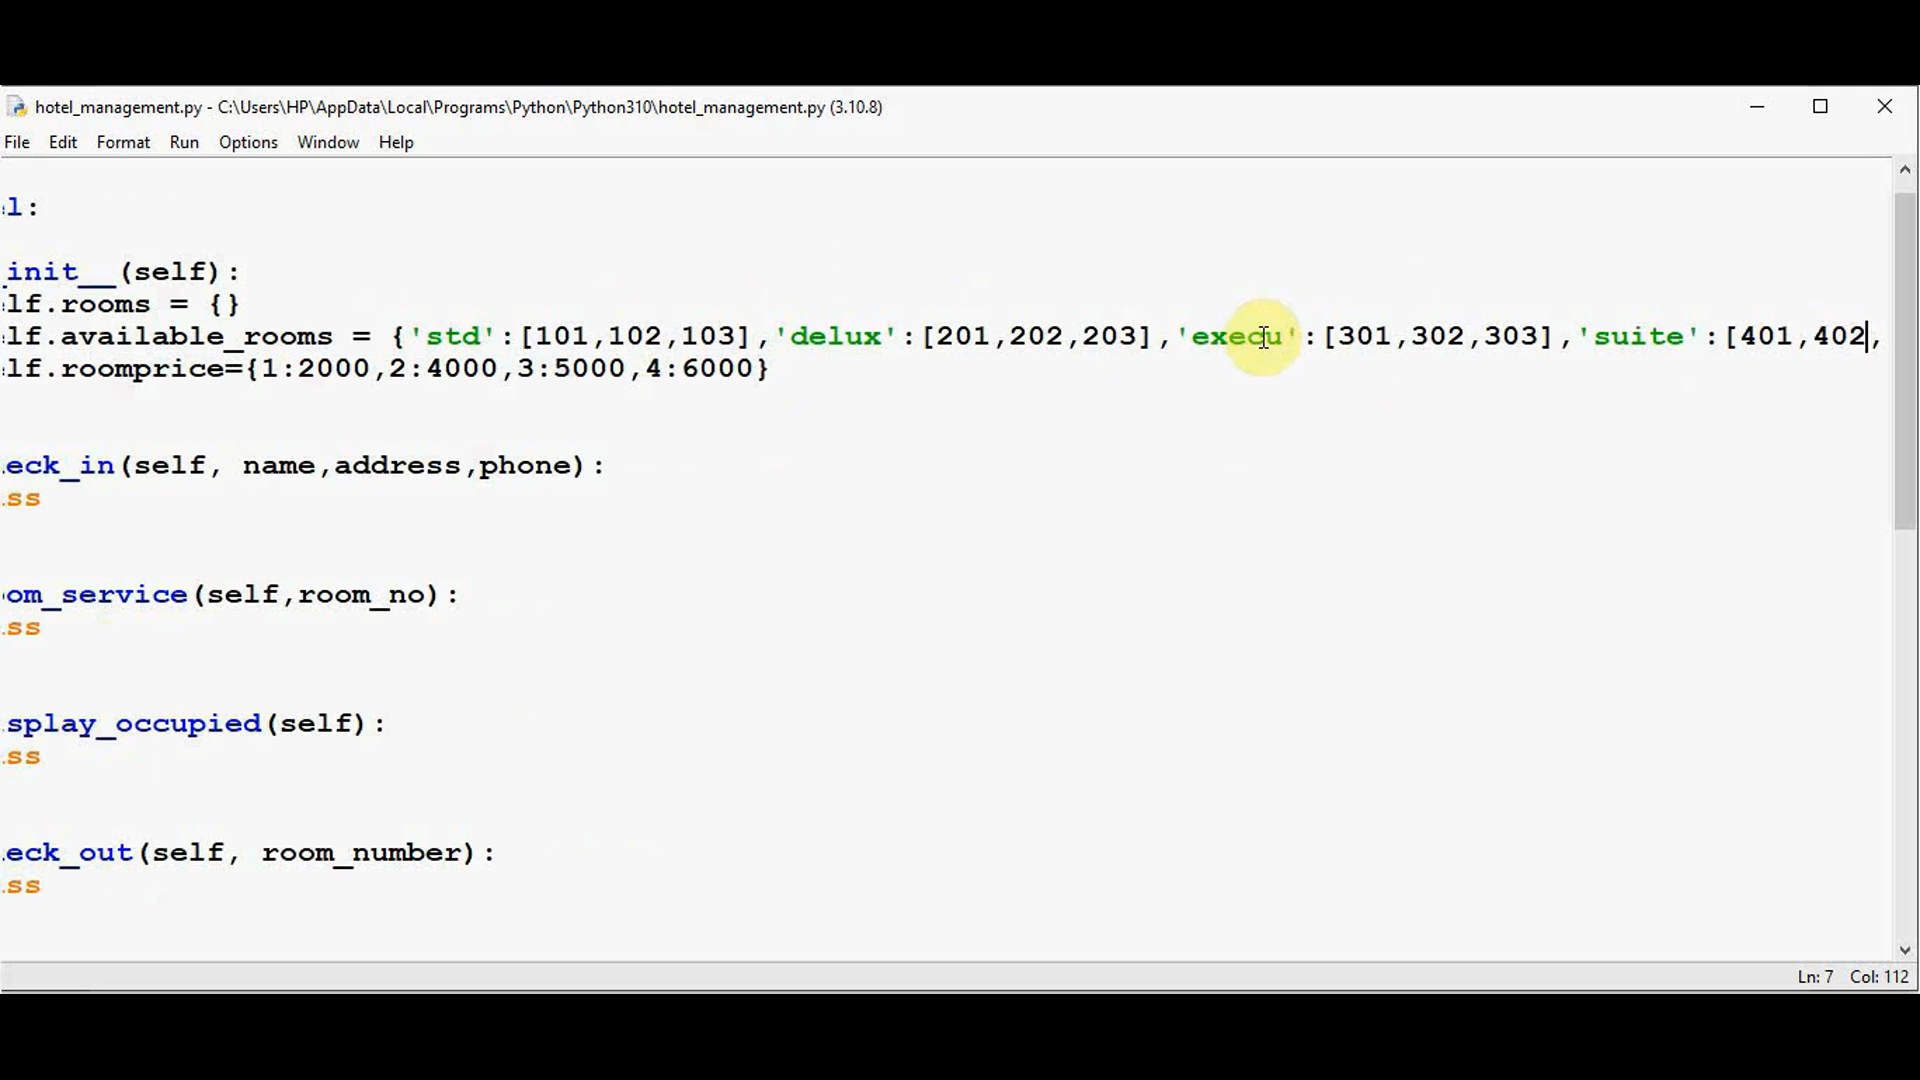 hotel_management.py - C:\Users\HP\AppData\Local\Programs\Python\Python310\hotel_management.py (3.10.8)
File Edit Format Run Options Window Help
l:
_init__(self):
lf.rooms = {}
lf.available_rooms = {'std':[101,102,103],'delux':[201,202,203],'execu':[301,302,303],'suite':[401,402,
lf.roomprice={1:2000,2:4000,3:5000,4:6000}
eck_in(self, name,address,phone):
ss
om_service(self,room_no):
ss
splay_occupied(self):
ss
eck_out(self, room_number):
ss
Ln: 7 Col: 112